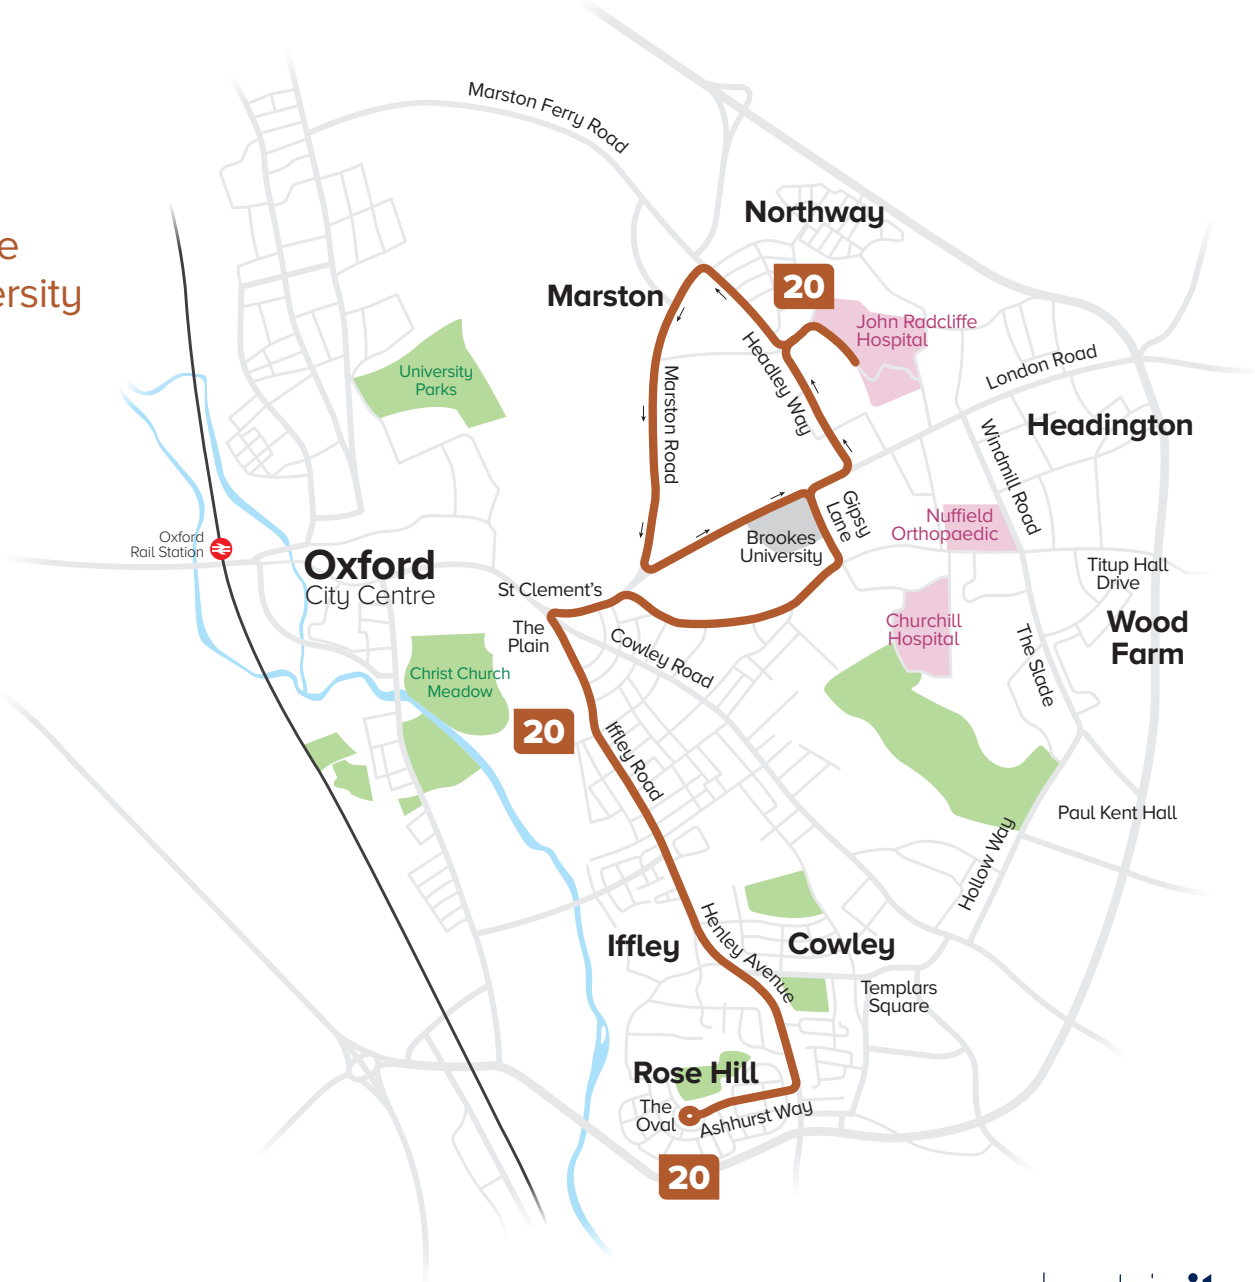 Marston Ferry Road
Northway
e
ersity
20
Marston
John Radcliffe
Hospital
London Road
Headley Way
University
Parks
Marston Road
Headington
Windmill Road
Gipsy
Lane
Nuffield
Orthopaedic
Oxford
Rail Station
Brookes
University
Oxford
City Centre
Titup Hall
Drive
St Clement's
Churchill
Hospital
Wood
Farm
The
Plain
Cowley Road
The Slade
Christ Church
Meadow
20
Iffley Road
Paul Kent Hall
Hollow Way
Henley Avenue
Iffley
Cowley
Templars
Square
Rose Hill
The
Oval
Ashhurst Way
20